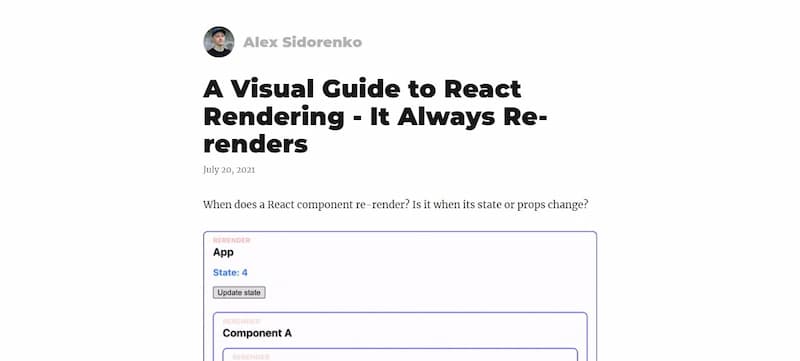 Alex Sidorenko
A Visual Guide to React
Rendering - It Always Re-
renders
July 20, 2021
When does a React component re-render? Is it when its state or props change?
RERENDER
App
State: 4
Update state
RERENDER
Component A
RERENDER